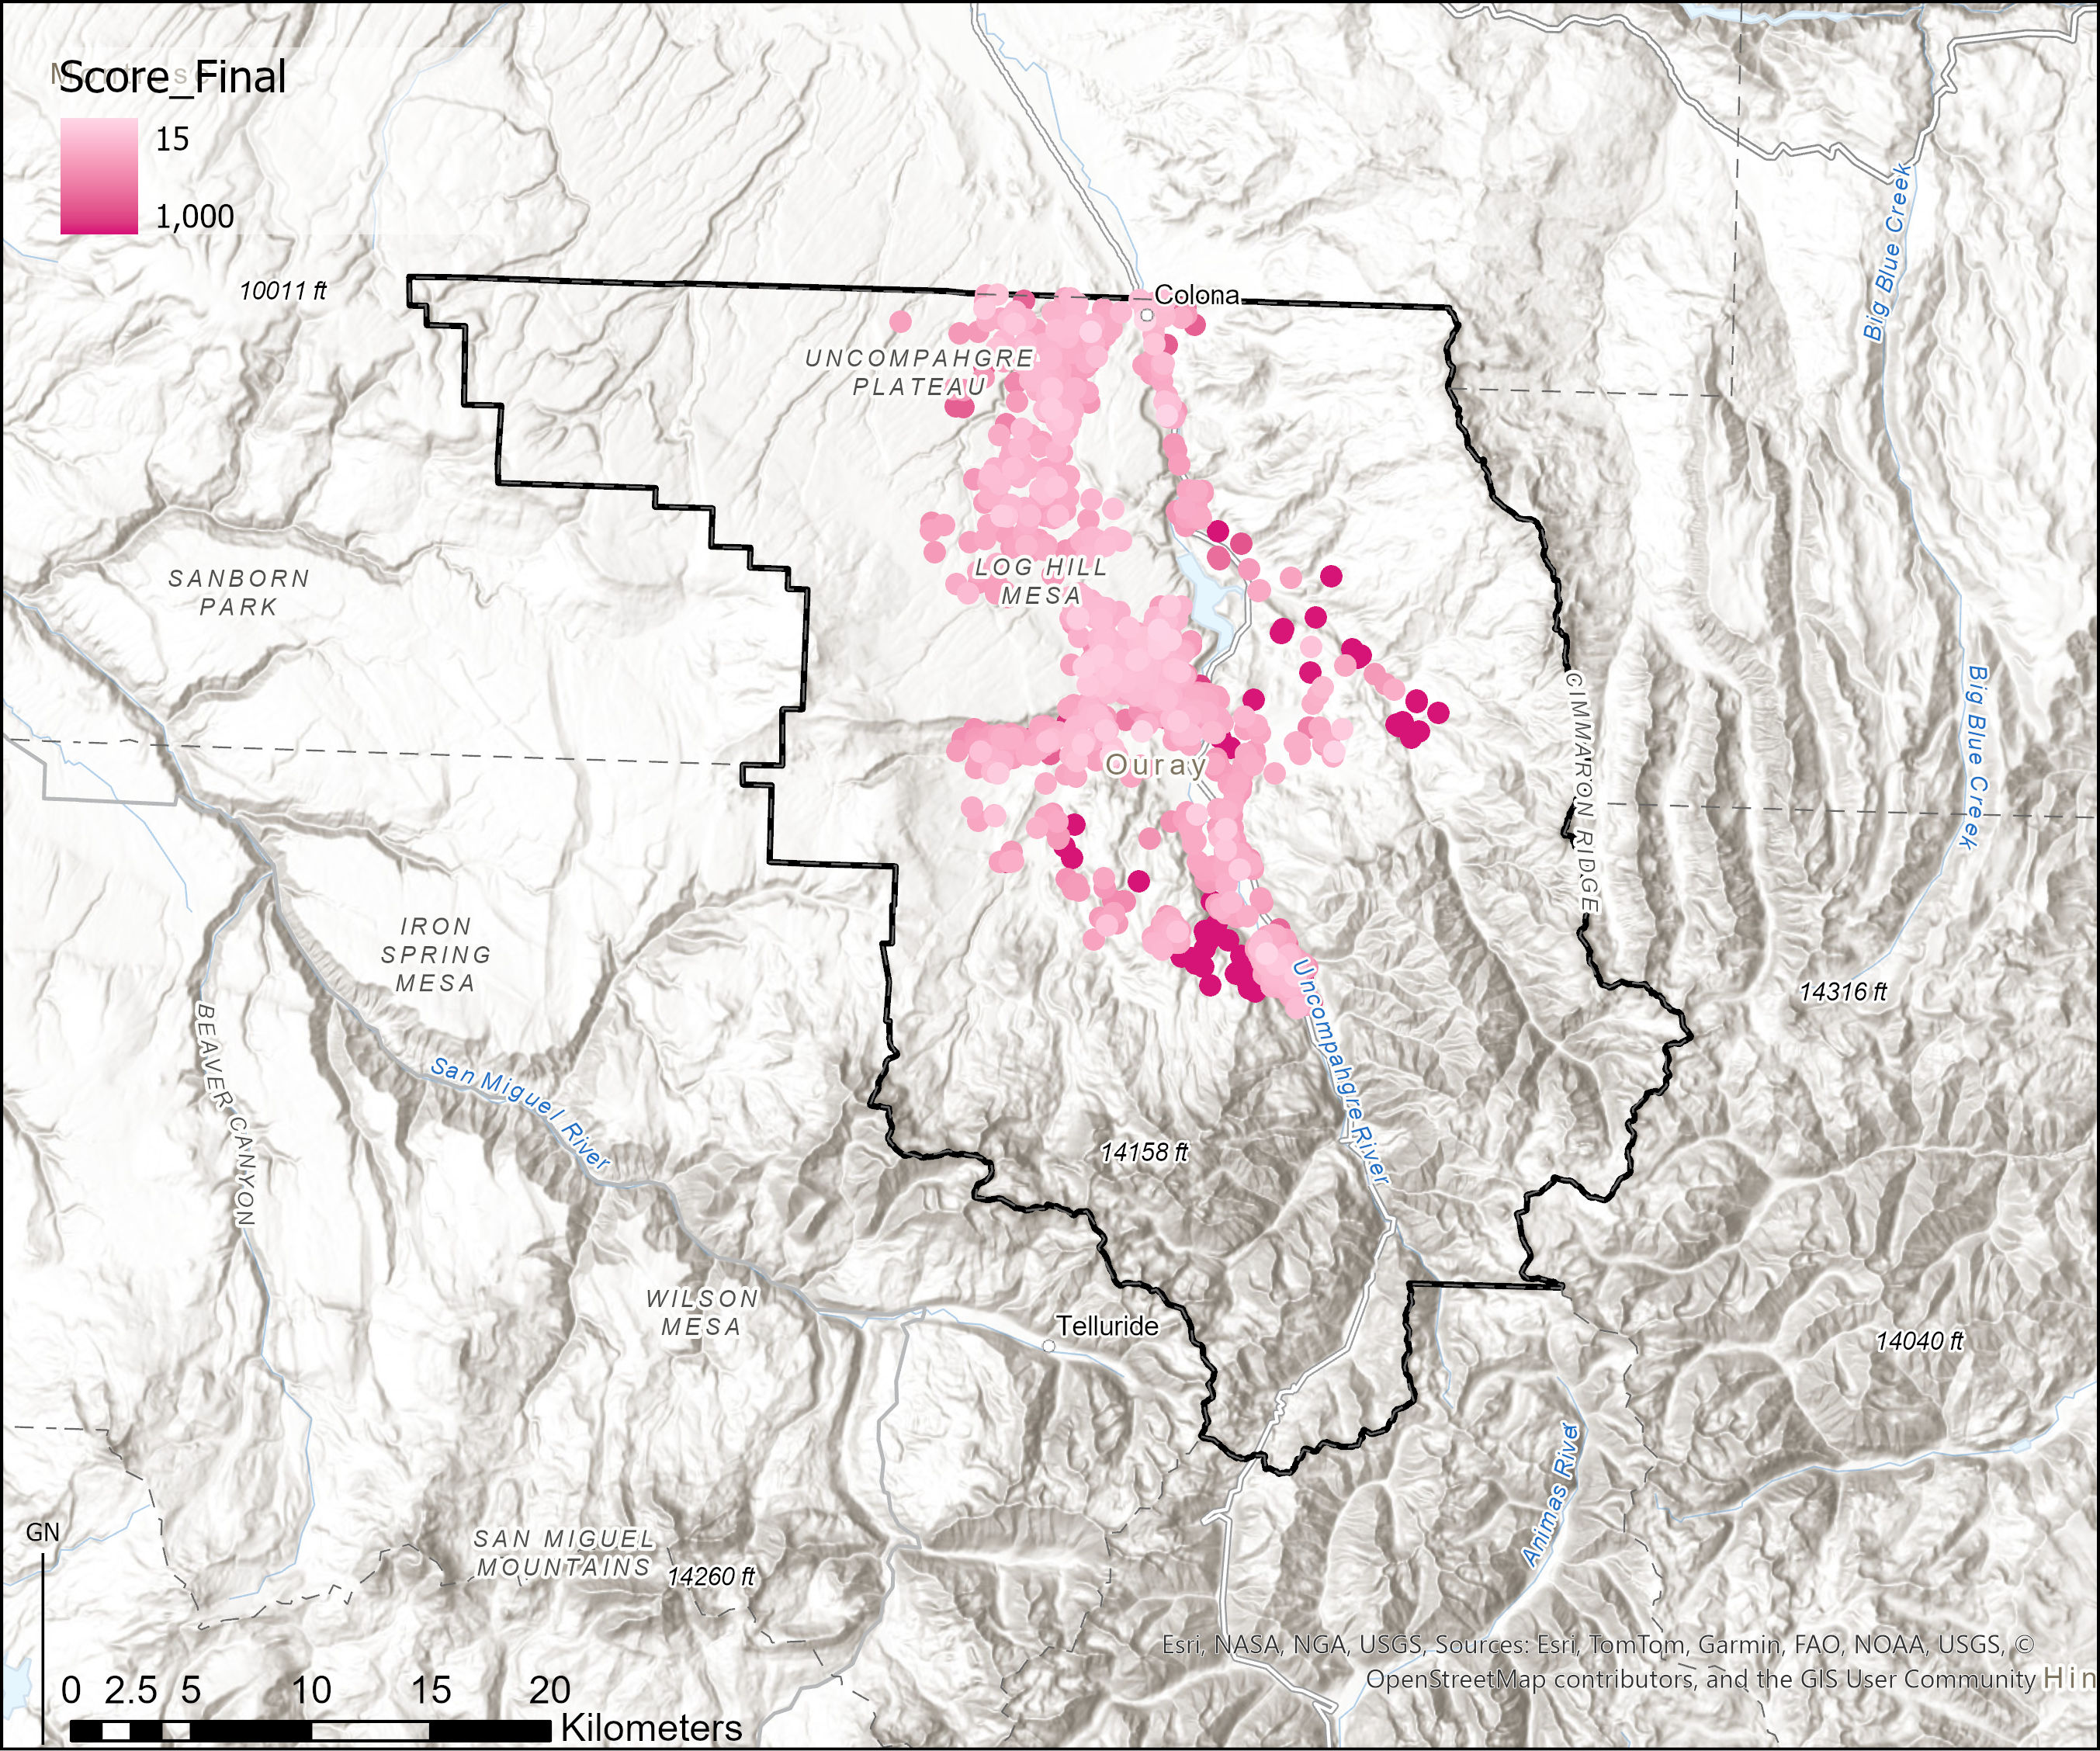 Montrose
Score_Final
15
1,000
10011 ft
Colona
UNCOMPAHGRE
PLATEAU
Big Blue Creek
SANBORN
PARK
LOG HILL
MESA
Big Blue Creek
CIMMARON RIDGE
Ouray
IRON
SPRING
MESA
Uncompahgre River
14316 ft
BEAVER CANYON
San Miguel River
14158 ft
WILSON
MESA
Telluride
14040 ft
Animas River
GN
SAN MIGUEL
MOUNTAINS
14260 ft
Esri, NASA, NGA, USGS, Sources: Esri, TomTom, Garmin, FAO, NOAA, USGS, ©
OpenStreetMap contributors, and the GIS User Community
Hin
0 2.5 5 10 15 20
Kilometers